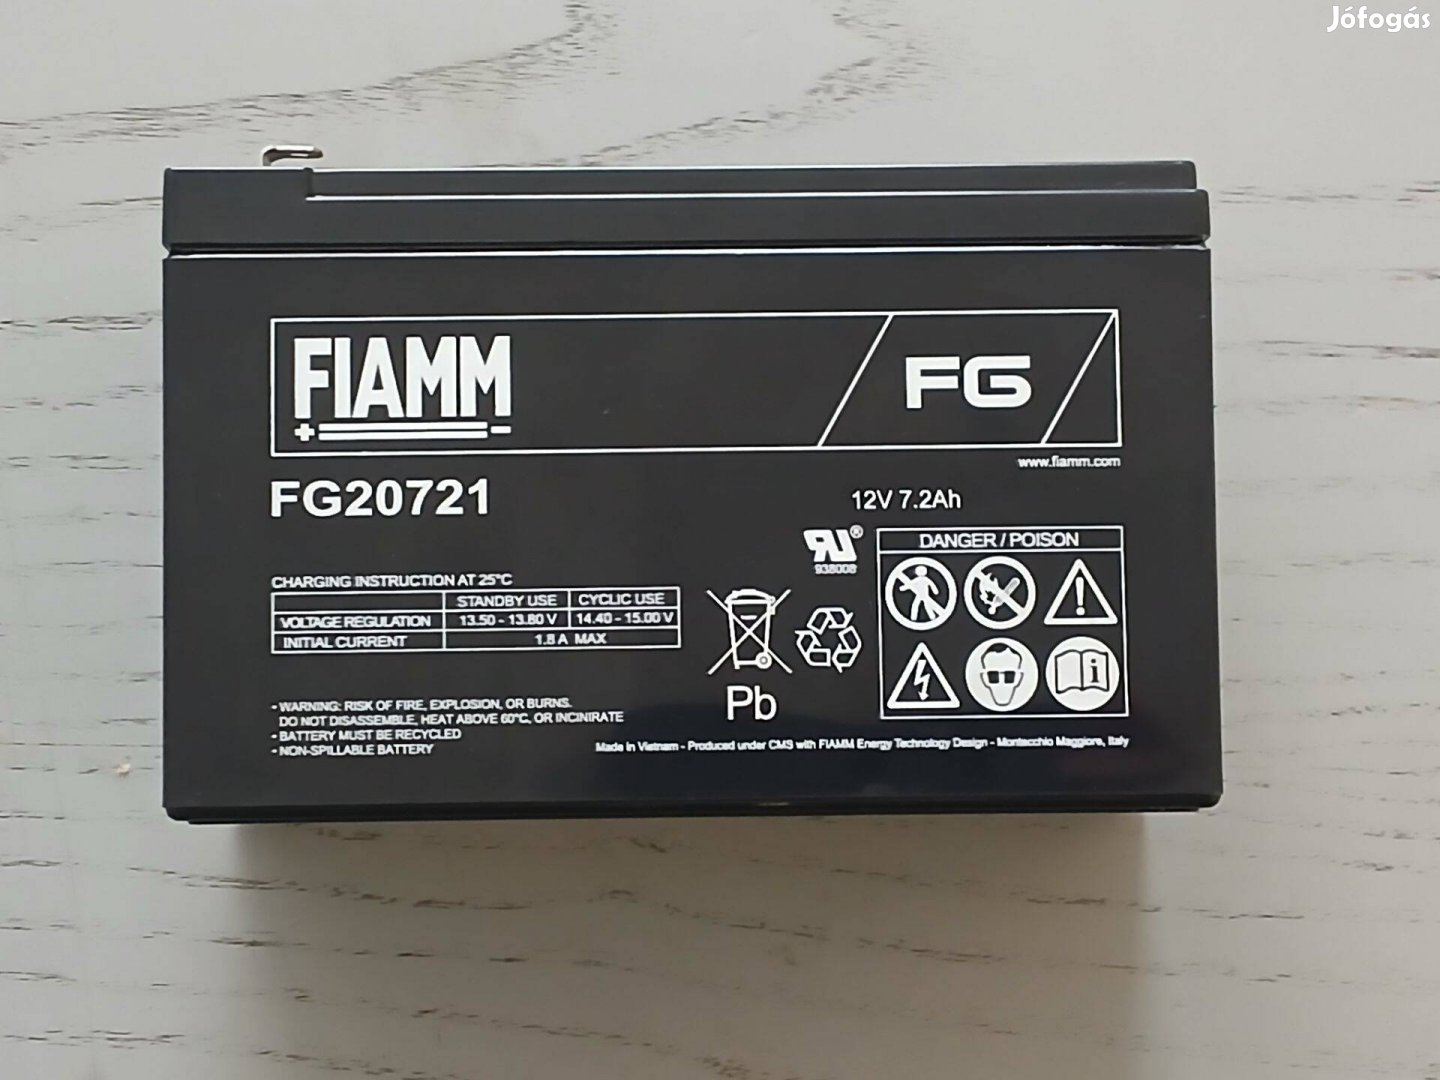 Jófogás
FIAMM
+ -
FG
www.fiamm.com
FG20721
12V 7.2Ah
®
938008
DANGER / POISON
CHARGING INSTRUCTION AT 25°C
STANDBY USE CYCLIC USE
VOLTAGE REGULATION 13.50 - 13.80 V 14.40 - 15.00 V
INITIAL CURRENT 1.8 A MAX
Pb
- WARNING: RISK OF FIRE, EXPLOSION, OR BURNS.
DO NOT DISASSEMBLE, HEAT ABOVE 60°C, OR INCINIRATE
- BATTERY MUST BE RECYCLED
- NON-SPILLABLE BATTERY
Made in Vietnam - Produced under CMS with FIAMM Energy Technology Design - Montecchio Maggiore, Italy